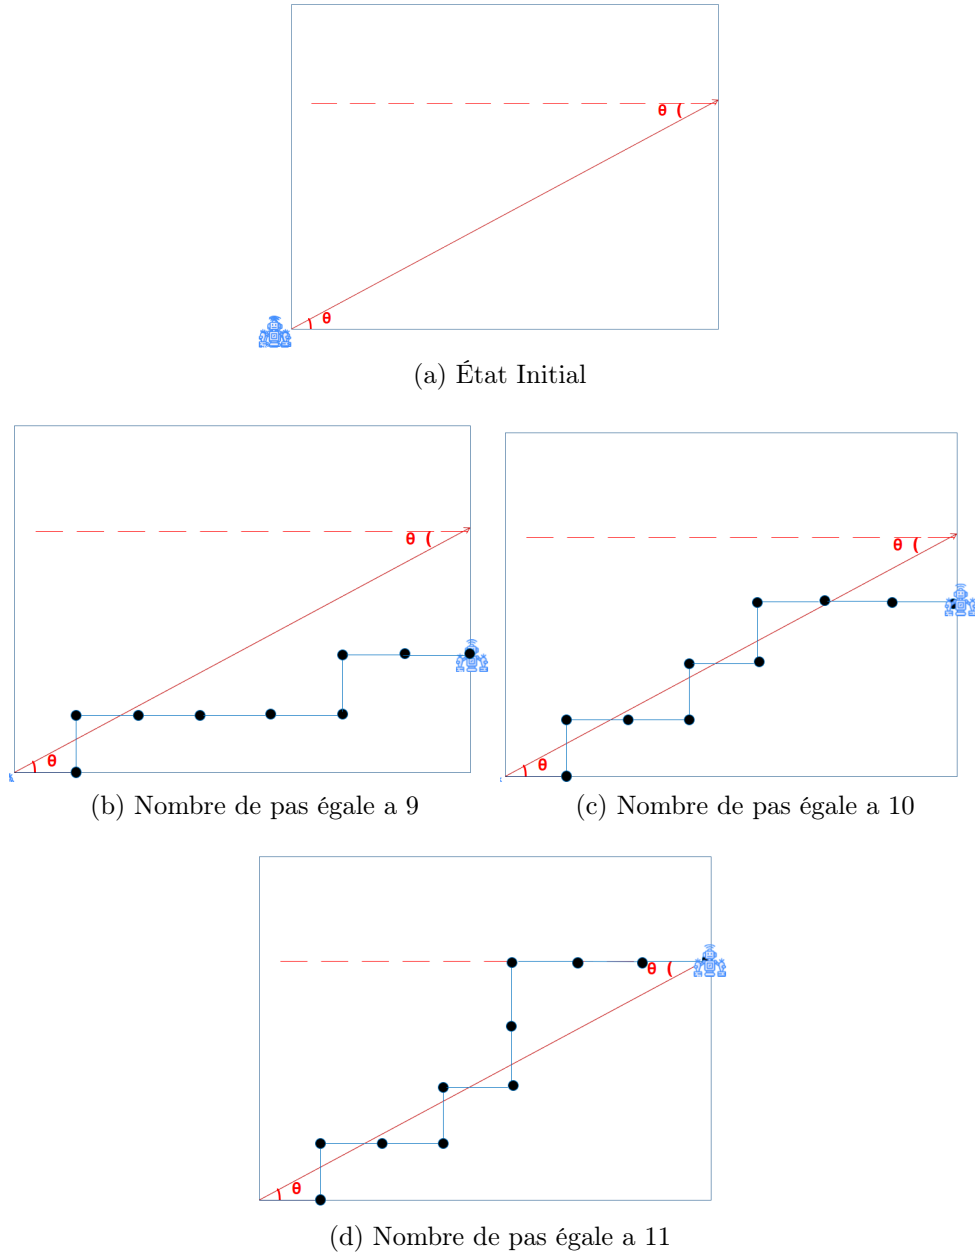 θ (
θ
(a) État Initial
θ (
θ
(b) Nombre de pas égale a 9
θ (
θ
(c) Nombre de pas égale a 10
θ (
θ
(d) Nombre de pas égale a 11